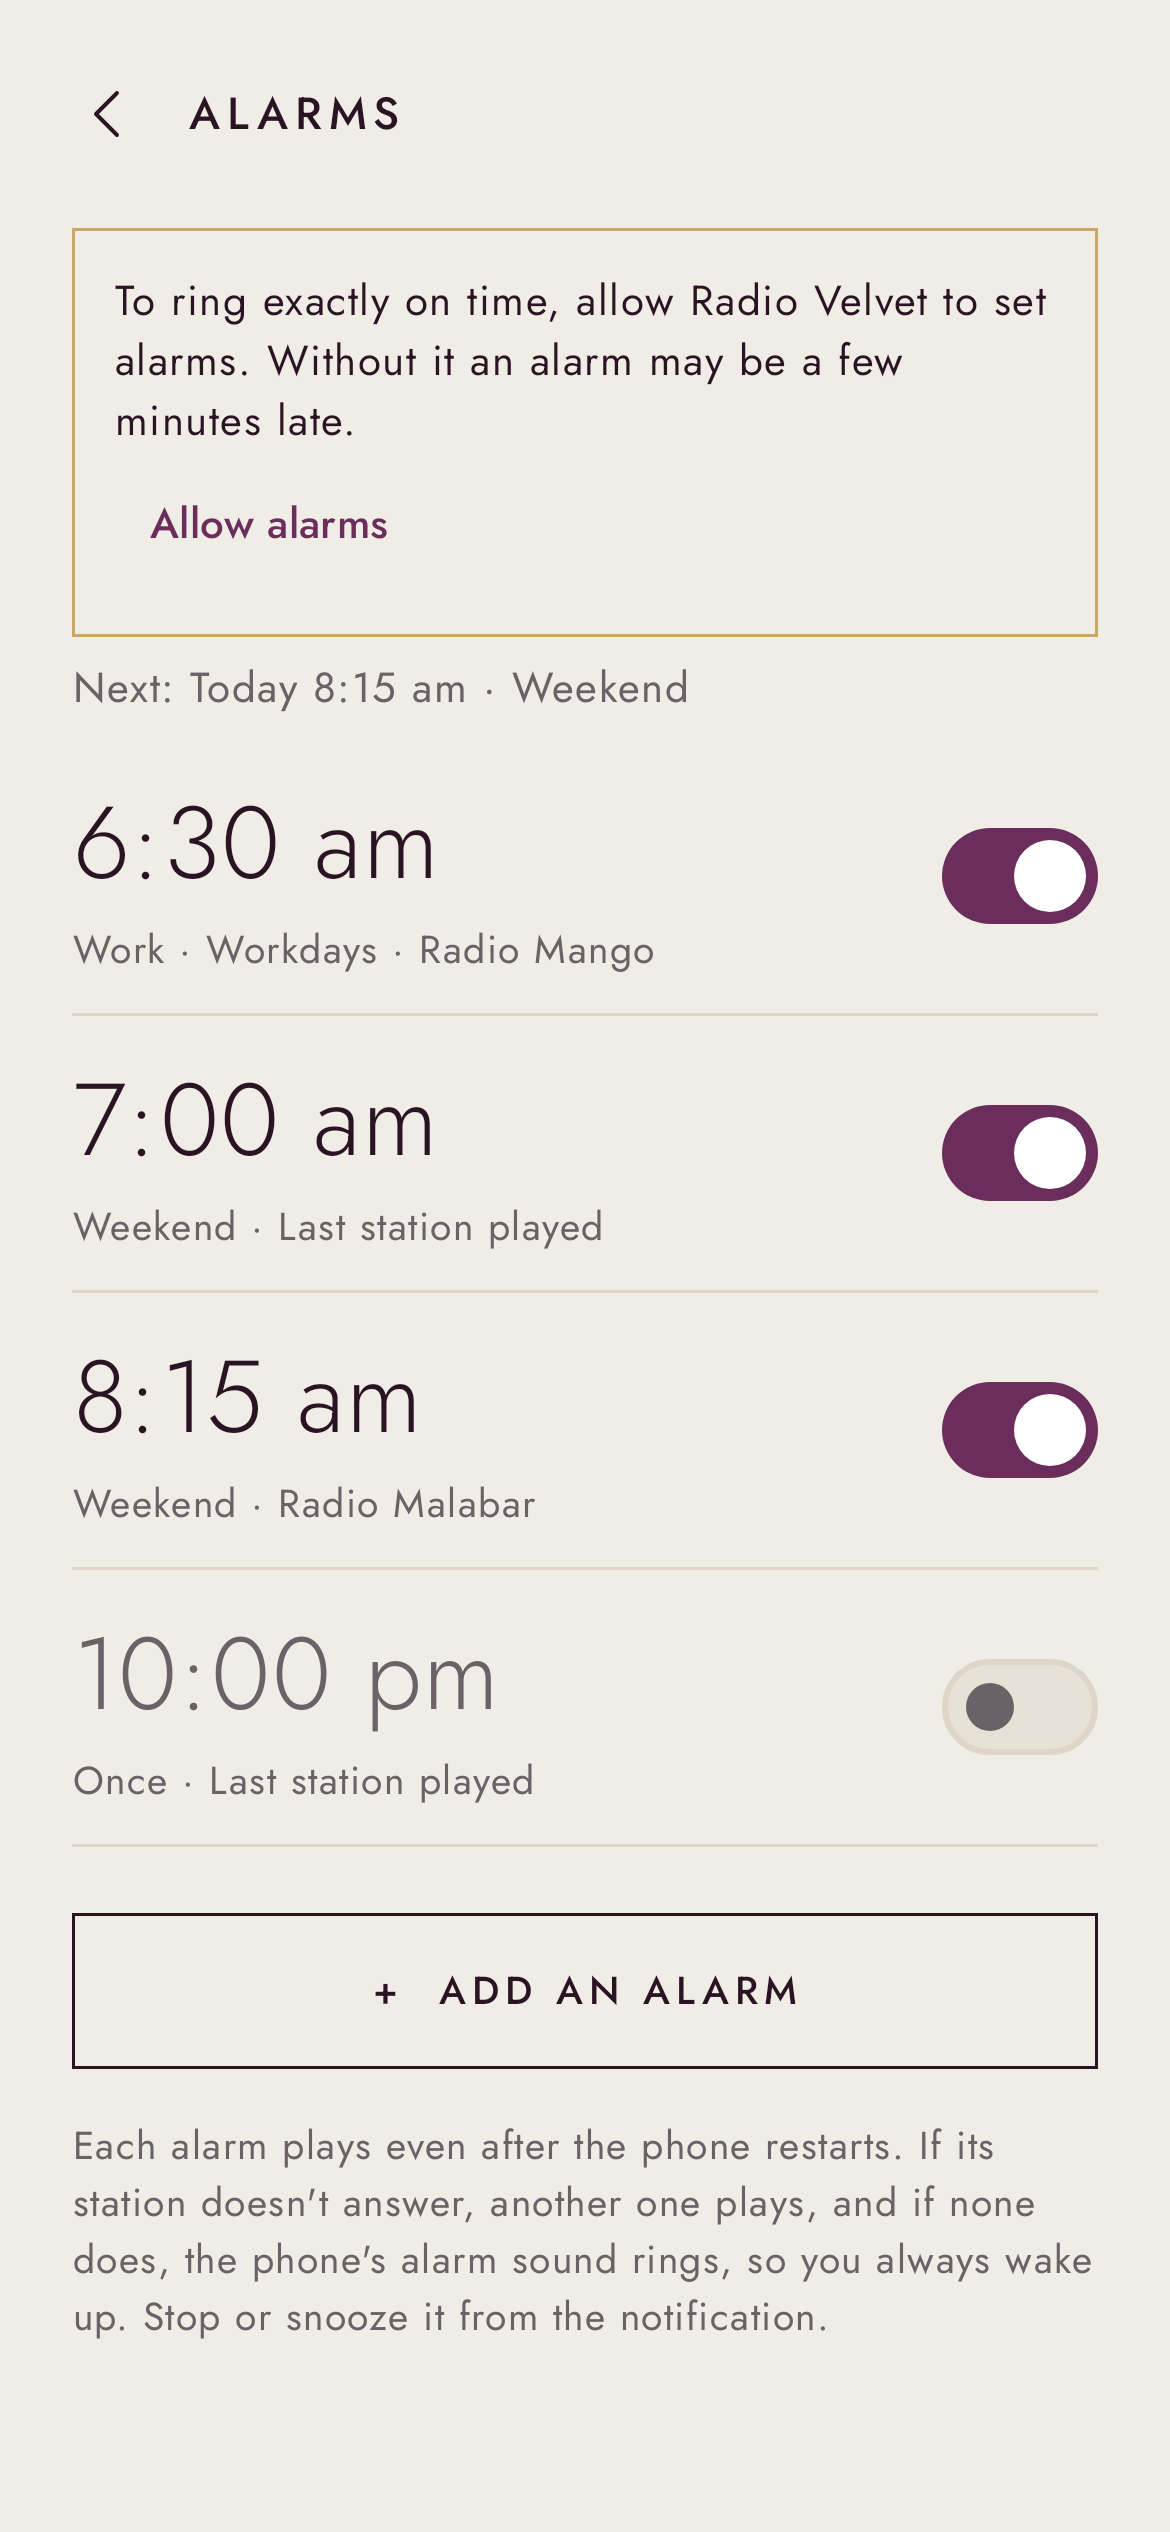 ALARMS
To ring exactly on time, allow Radio Velvet to set
alarms. Without it an alarm may be a few
minutes late.
Allow alarms
Next: Today 8:15 am · Weekend
6:30 am
Work · Workdays · Radio Mango
7:00 am
Weekend · Last station played
8:15 am
Weekend · Radio Malabar
10:00 pm
Once · Last station played
+ ADD AN ALARM
Each alarm plays even after the phone restarts. If its
station doesn't answer, another one plays, and if none
does, the phone's alarm sound rings, so you always wake
up. Stop or snooze it from the notification.